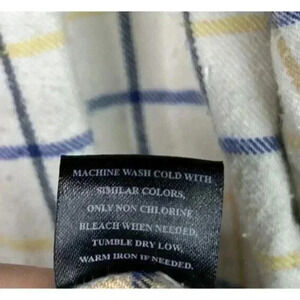 MACHINE WASH COLD WITH
SIMILAR COLORS,
ONLY NON CHLORINE
BLEACH WHEN NEEDED,
TUMBLE DRY LOW,
WARM IRON IF NEEDED.